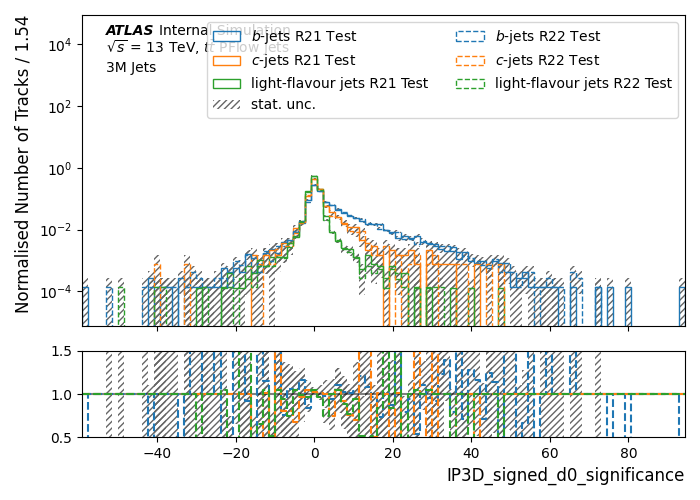 ATLAS Internal Simulation
√s = 13 TeV, tt PFlow jets
3M Jets
b-jets R21 Test
c-jets R21 Test
light-flavour jets R21 Test
stat. unc.
b-jets R22 Test
c-jets R22 Test
light-flavour jets R22 Test
Normalised Number of Tracks / 1.54
10⁴
10²
10⁰
10⁻²
10⁻⁴
1.5
1.0
0.5
−40 −20 0 20 40 60 80
IP3D_signed_d0_significance